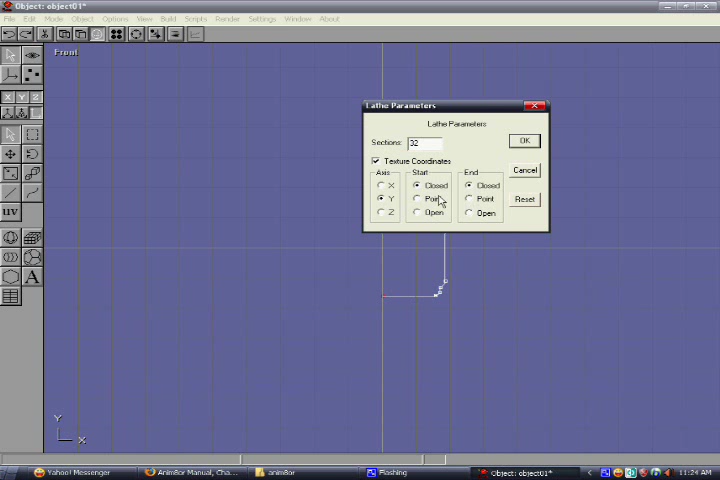 Object: object01*
File Edit Mode Object Options View Build Scripts Render Settings Window About
Front
X Y Z
uv
A
Lathe Parameters
Lathe Parameters
Sections: 32
OK
Texture Coordinates
Cancel
Axis Start End
X Closed Closed
Y Point Point
Reset
Z Open Open
Y
X
Yahoo! Messenger Anim8or Manual, Cha... anim8or Flashing Object: object01* 11:24 AM